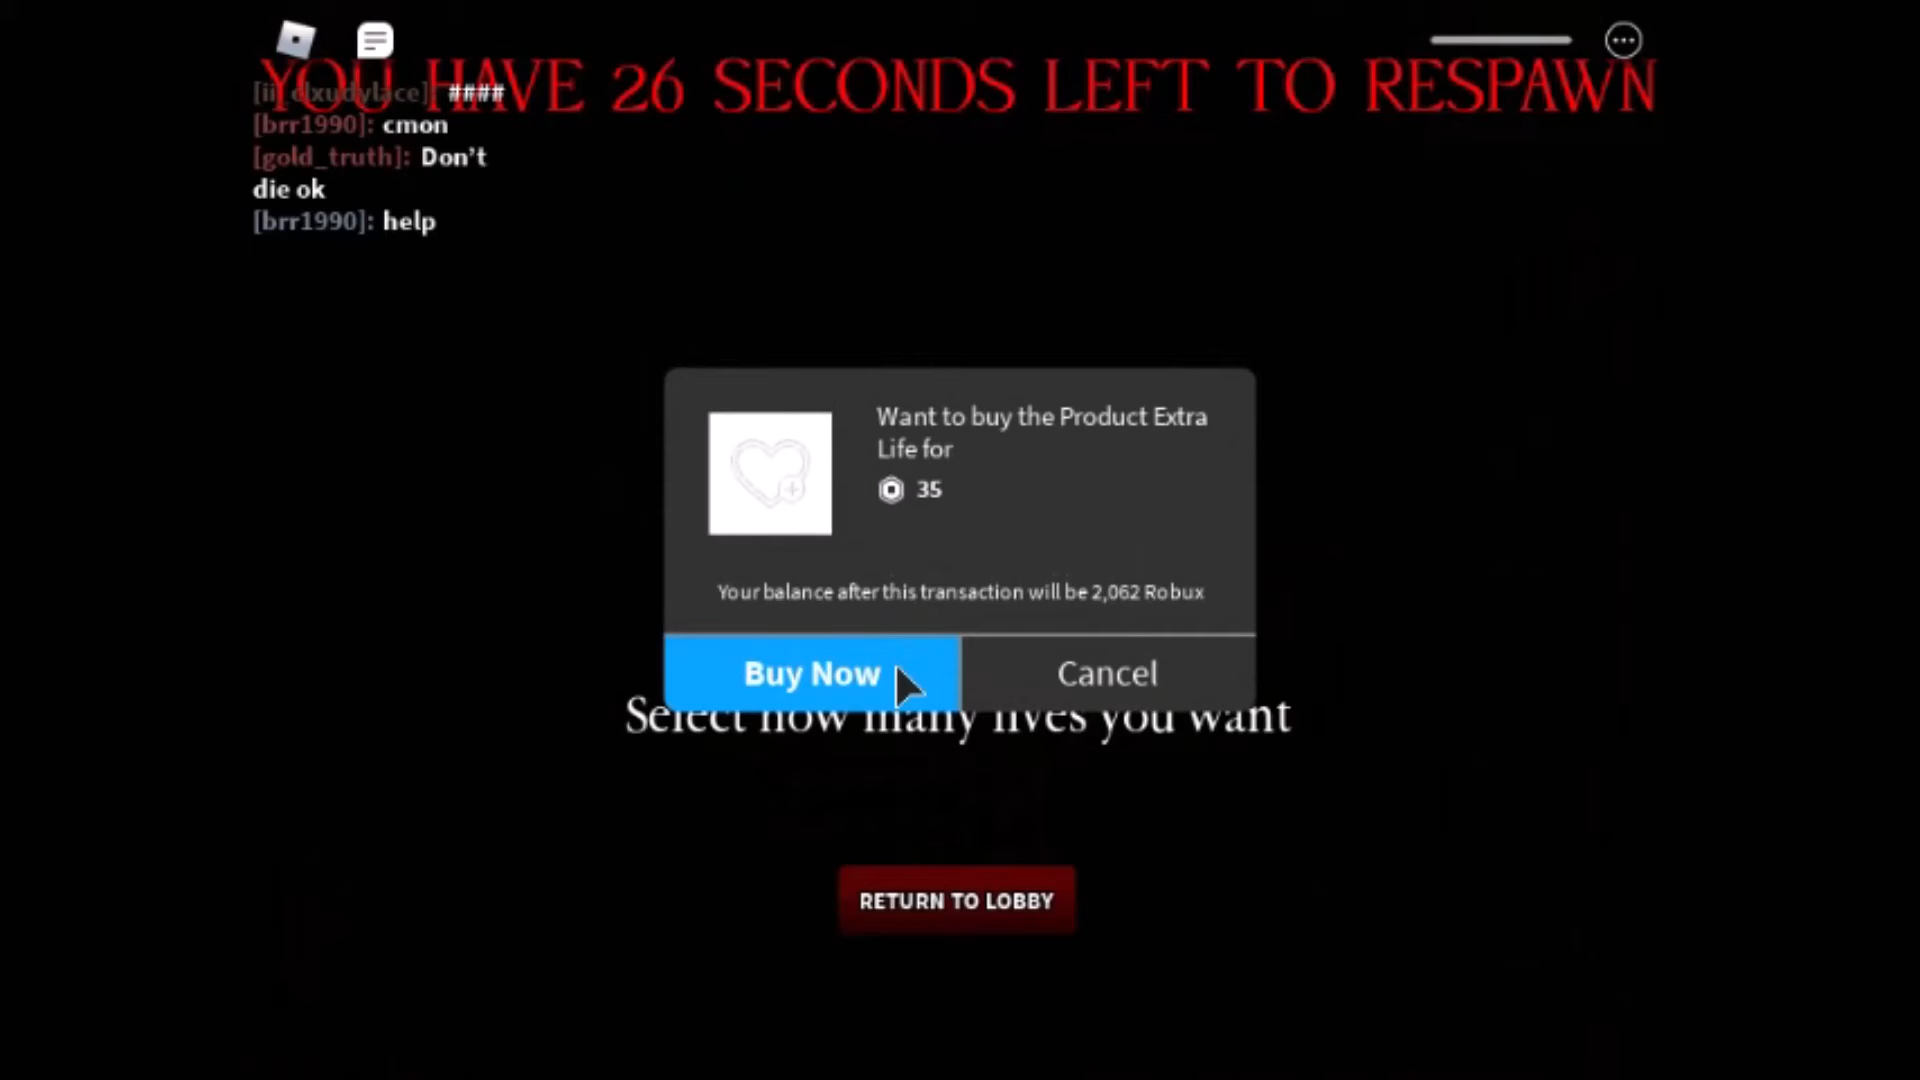 YOU HAVE 26 SECONDS LEFT TO RESPAWN
####
[brr1990]: cmon
[gold_truth]: Don't
die ok
[brr1990]: help
Want to buy the Product Extra
Life for
35
Your balance after this transaction will be 2,062 Robux
Buy Now
Cancel
Select how many lives you want
RETURN TO LOBBY